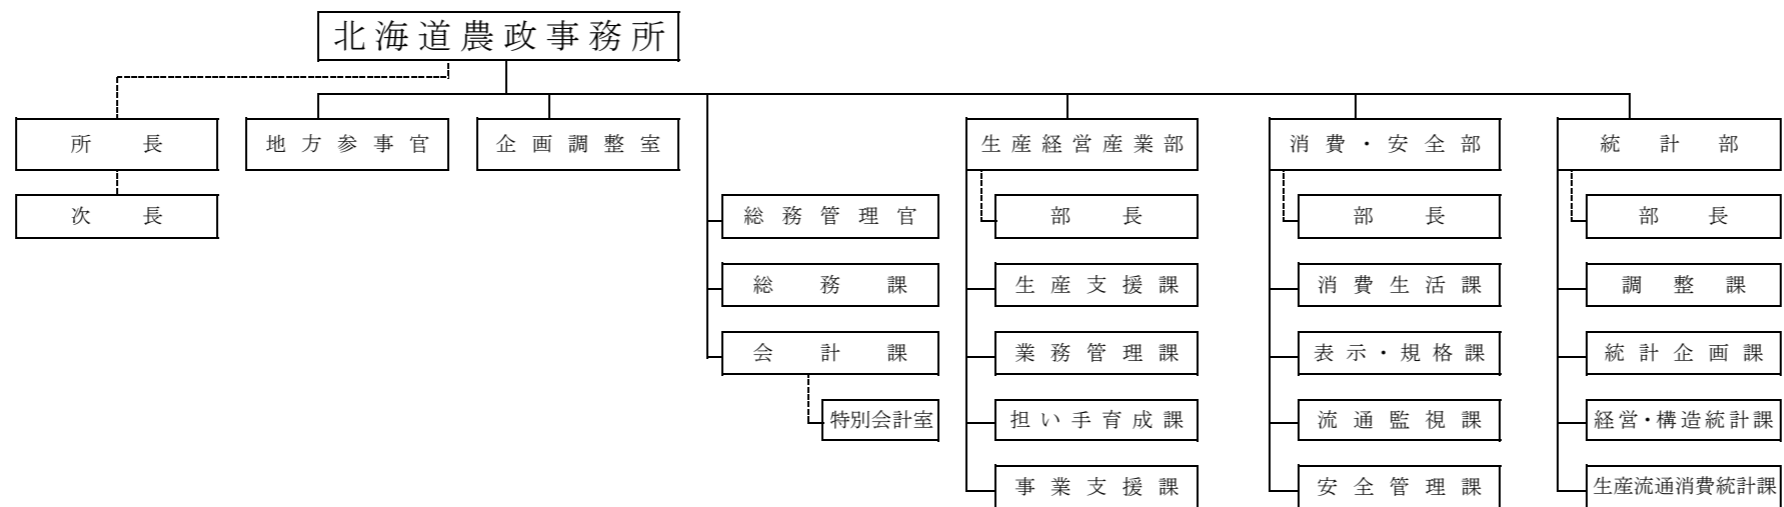 北海道農政事務所
所長
地方参事官
企画調整室
生産経営産業部
消費・安全部
統計部
次長
総務管理官
部長
部長
部長
総務課
生産支援課
消費生活課
調整課
会計課
業務管理課
表示・規格課
統計企画課
特別会計室
担い手育成課
流通監視課
経営・構造統計課
事業支援課
安全管理課
生産流通消費統計課